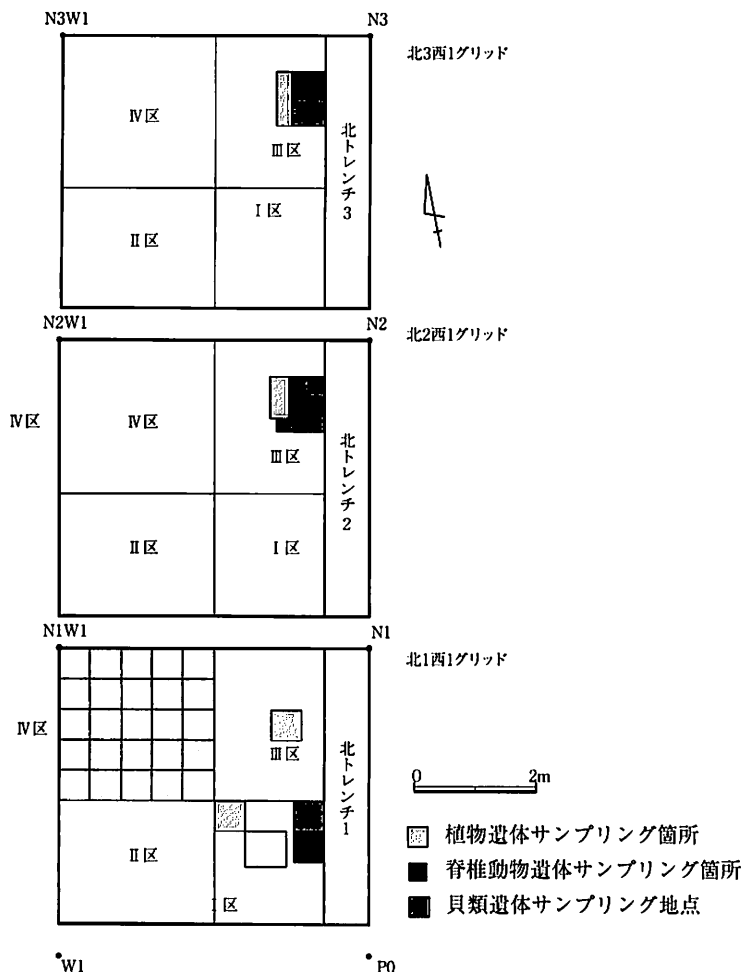 N3W1
N3
北3西1グリッド
Ⅳ区
Ⅲ区
北トレンチ3
Ⅰ区
Ⅱ区
N2W1
N2
北2西1グリッド
Ⅳ区
Ⅳ区
Ⅲ区
北トレンチ2
Ⅱ区
Ⅰ区
N1W1
N1
北1西1グリッド
Ⅳ区
Ⅲ区
北トレンチ1
0
2m
植物遺体サンプリング箇所
Ⅱ区
脊椎動物遺体サンプリング箇所
Ⅰ区
貝類遺体サンプリング地点
W1
P0